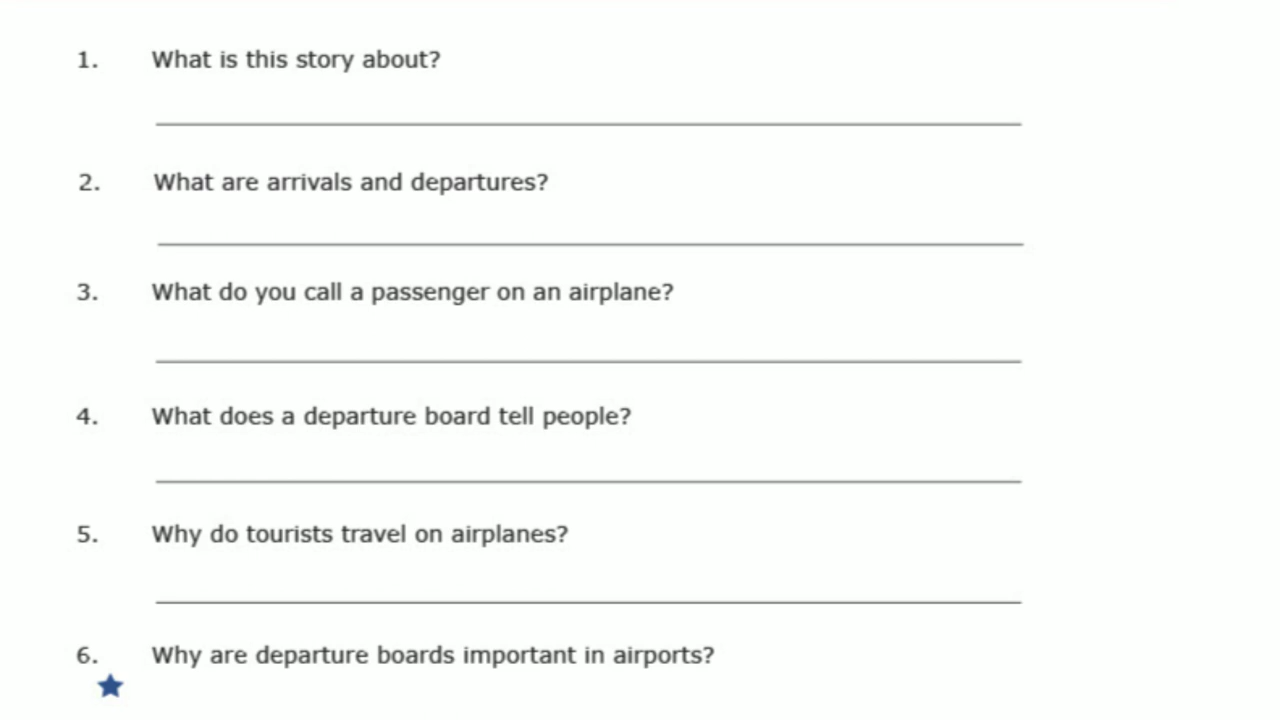 1. What is this story about?
2. What are arrivals and departures?
3. What do you call a passenger on an airplane?
4. What does a departure board tell people?
5. Why do tourists travel on airplanes?
6. Why are departure boards important in airports?